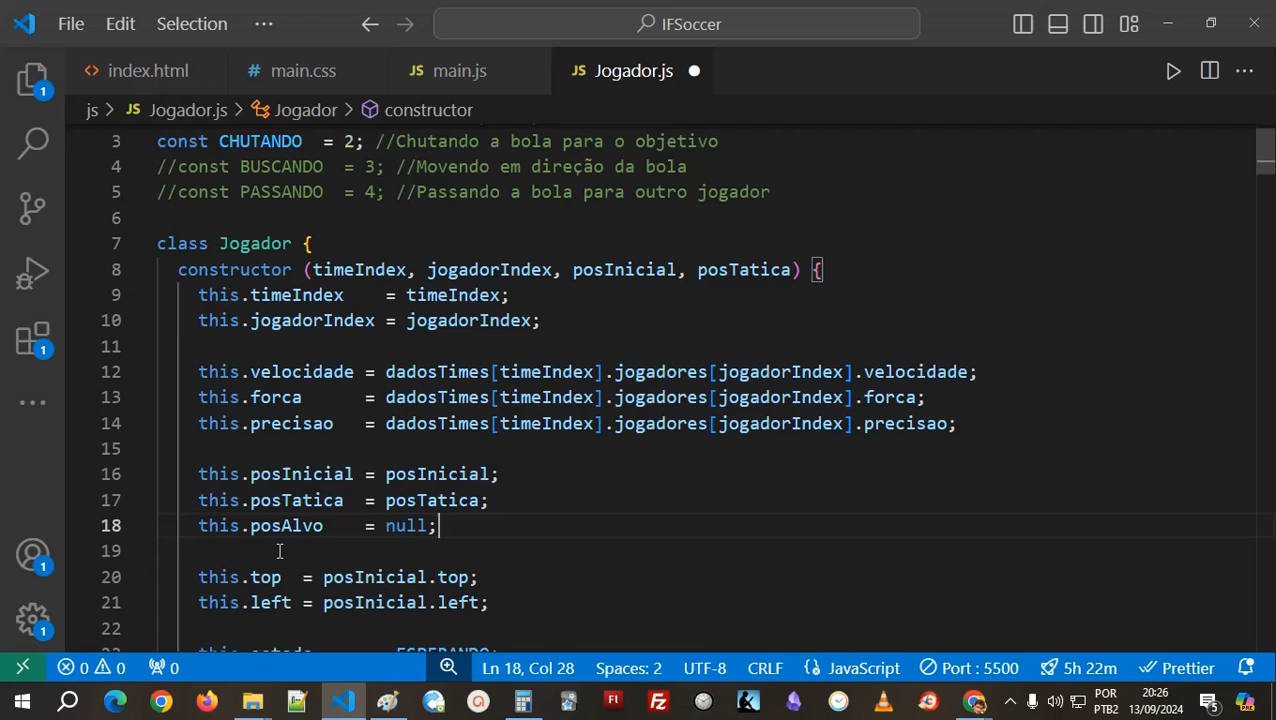 File Edit Selection ··· IFSoccer
index.html main.css JS main.js JS Jogador.js
js > JS Jogador.js > Jogador > constructor
3 const CHUTANDO = 2; //Chutando a bola para o objetivo
4 //const BUSCANDO = 3; //Movendo em direção da bola
5 //const PASSANDO = 4; //Passando a bola para outro jogador
6
7 class Jogador {
8 constructor (timeIndex, jogadorIndex, posInicial, posTatica) {
9 this.timeIndex = timeIndex;
10 this.jogadorIndex = jogadorIndex;
11
12 this.velocidade = dadosTimes[timeIndex].jogadores[jogadorIndex].velocidade;
13 this.forca = dadosTimes[timeIndex].jogadores[jogadorIndex].forca;
14 this.precisao = dadosTimes[timeIndex].jogadores[jogadorIndex].precisao;
15
16 this.posInicial = posInicial;
17 this.posTatica = posTatica;
18 this.posAlvo = null;
19
20 this.top = posInicial.top;
21 this.left = posInicial.left;
22
1
1
1
1
0 0 0 Ln 18, Col 28 Spaces: 2 UTF-8 CRLF JavaScript Port : 5500 5h 22m Prettier
POR 20:26
PTB2 13/09/2024 5